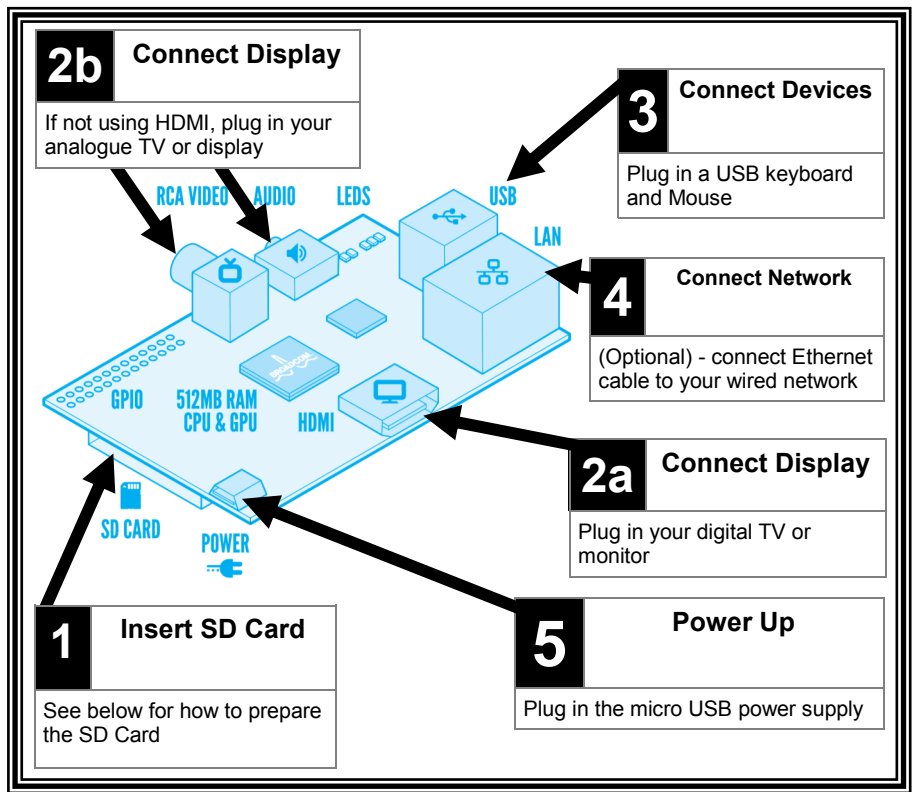 2b
Connect Display
If not using HDMI, plug in your
analogue TV or display
3
Connect Devices
Plug in a USB keyboard
and Mouse
RCA VIDEO
AUDIO
LEDS
USB
LAN
4
Connect Network
(Optional) - connect Ethernet
cable to your wired network
BROADCOM
GPIO
512MB RAM
CPU & GPU
HDMI
2a
Connect Display
Plug in your digital TV or
monitor
SD CARD
POWER
1
Insert SD Card
See below for how to prepare
the SD Card
5
Power Up
Plug in the micro USB power supply